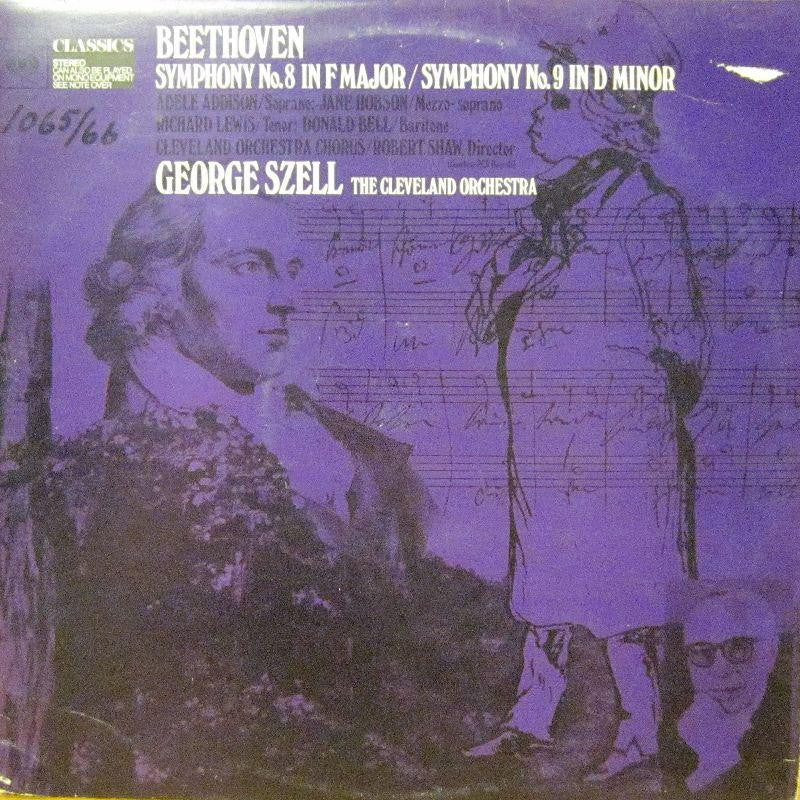 CLASSICS
STEREO
CAN ALSO BE PLAYED
ON MONO EQUIPMENT
SEE NOTE OVER
BEETHOVEN
SYMPHONY No. 8 IN F MAJOR / SYMPHONY No. 9 IN D MINOR
ADELE ADDISON/Soprano; JANE HOBSON/Mezzo-soprano
RICHARD LEWIS/Tenor; DONALD BELL/Baritone
CLEVELAND ORCHESTRA CHORUS/ROBERT SHAW, Director
GEORGE SZELL THE CLEVELAND ORCHESTRA
1065/66